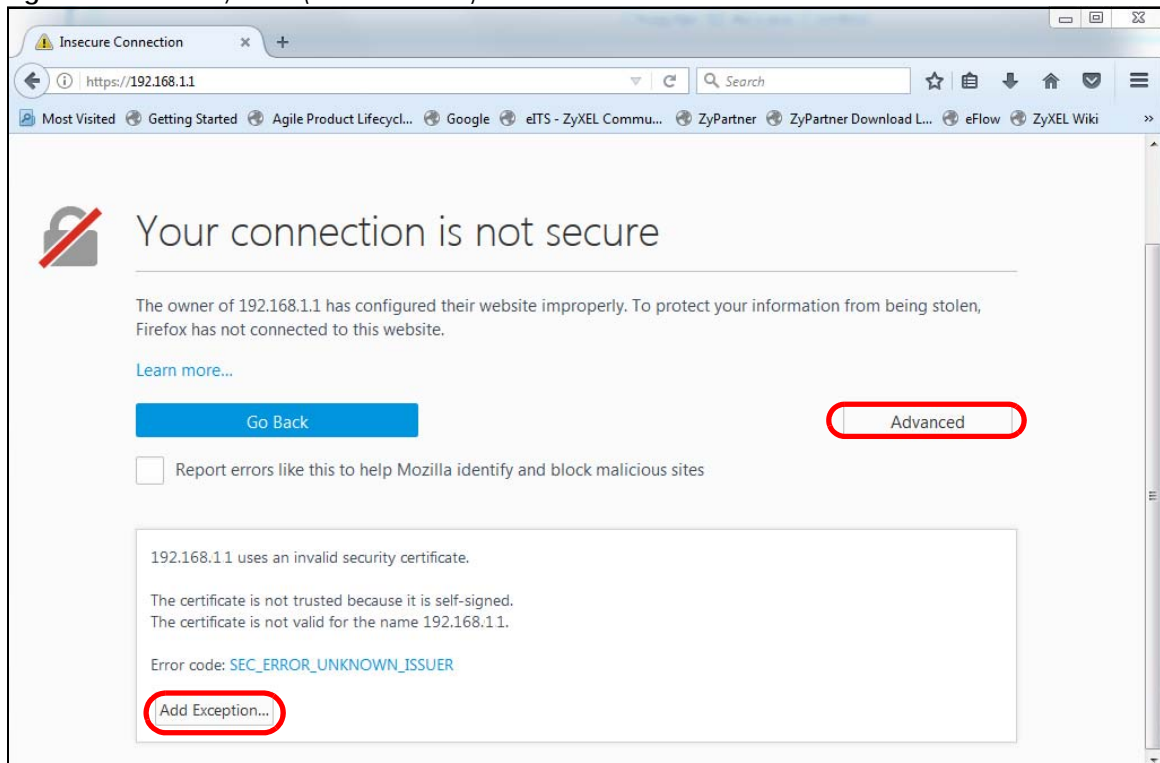 Insecure Connection
https://192.168.1.1
Search
Most Visited Getting Started Agile Product Lifecycl... Google eITS - ZyXEL Commu... ZyPartner ZyPartner Download L... eFlow ZyXEL Wiki »
Your connection is not secure
The owner of 192.168.1.1 has configured their website improperly. To protect your information from being stolen,
Firefox has not connected to this website.
Learn more...
Go Back
Advanced
Report errors like this to help Mozilla identify and block malicious sites
192.168.1.1 uses an invalid security certificate.
The certificate is not trusted because it is self-signed.
The certificate is not valid for the name 192.168.1.1.
Error code: SEC_ERROR_UNKNOWN_ISSUER
Add Exception...